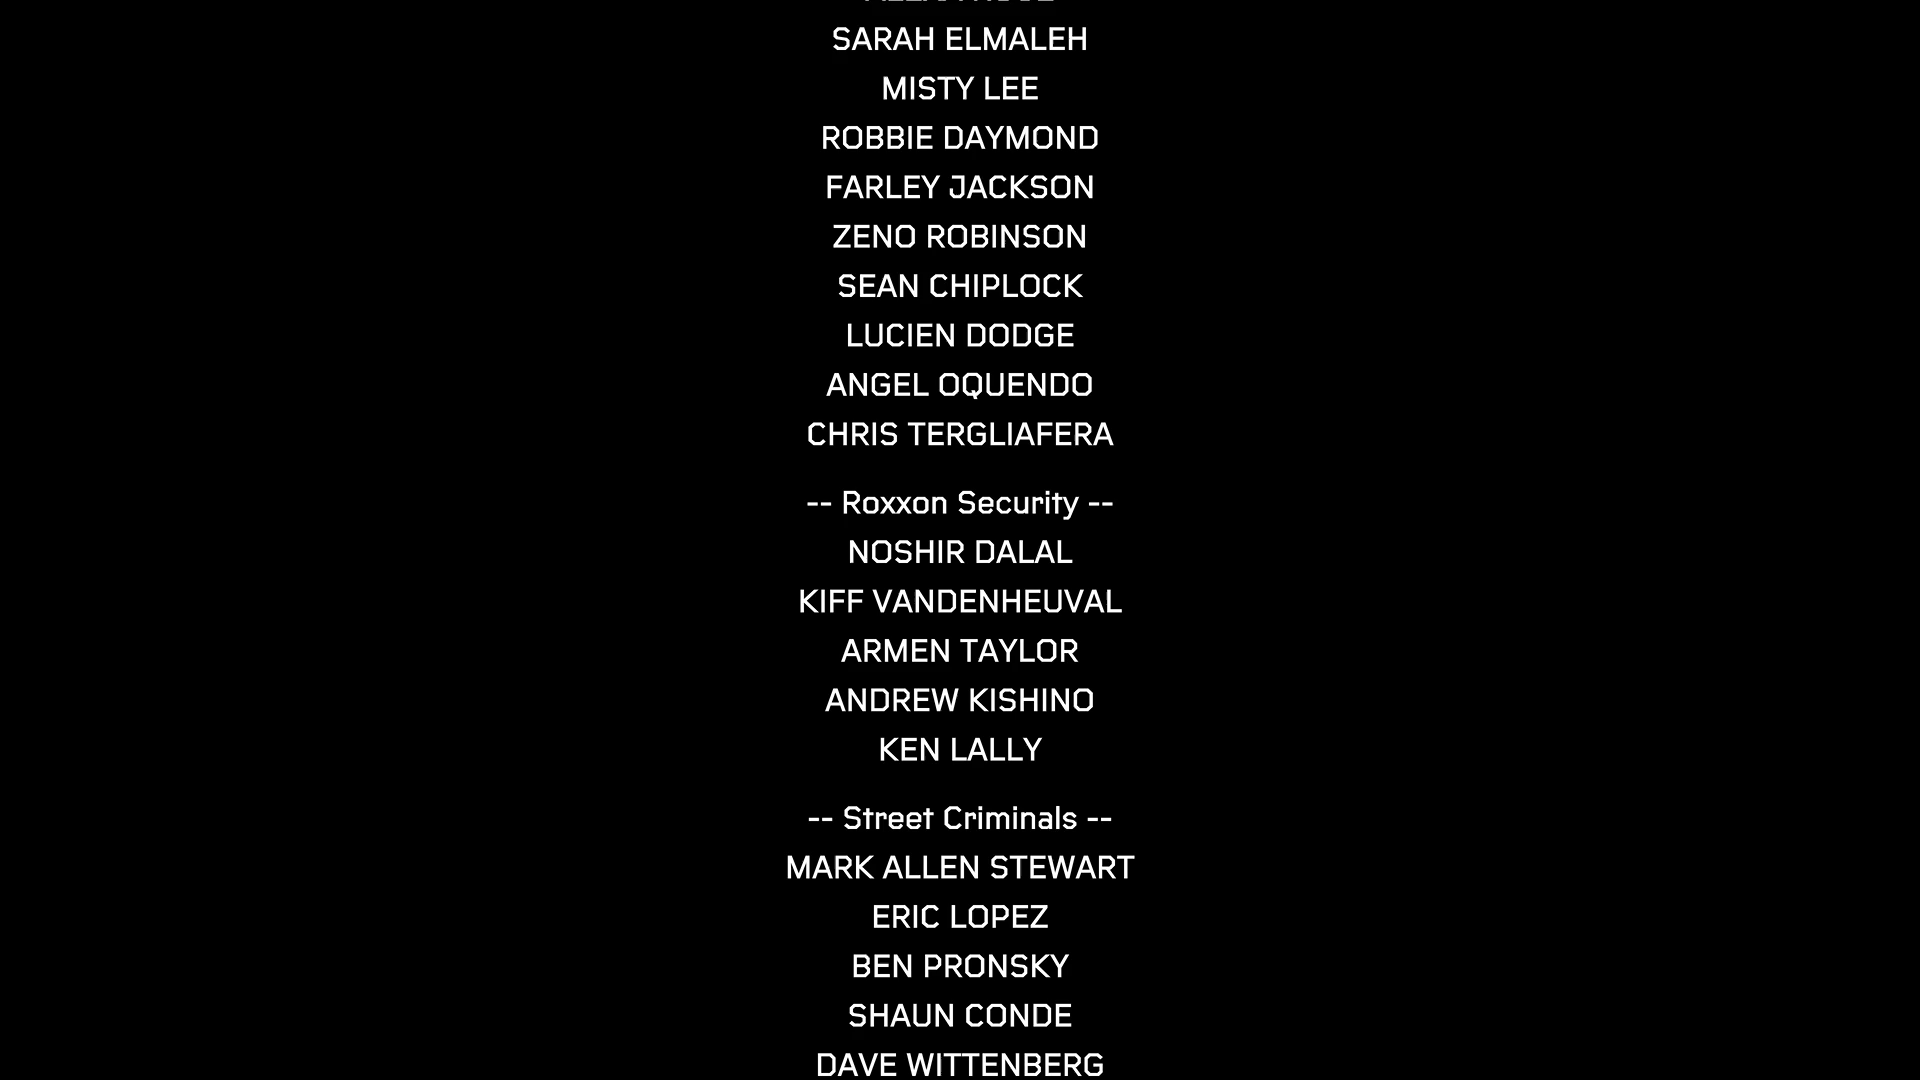 SARAH ELMALEH
MISTY LEE
ROBBIE DAYMOND
FARLEY JACKSON
ZENO ROBINSON
SEAN CHIPLOCK
LUCIEN DODGE
ANGEL OQUENDO
CHRIS TERGLIAFERA
-- Roxxon Security --
NOSHIR DALAL
KIFF VANDENHEUVAL
ARMEN TAYLOR
ANDREW KISHINO
KEN LALLY
-- Street Criminals --
MARK ALLEN STEWART
ERIC LOPEZ
BEN PRONSKY
SHAUN CONDE
DAVE WITTENBERG